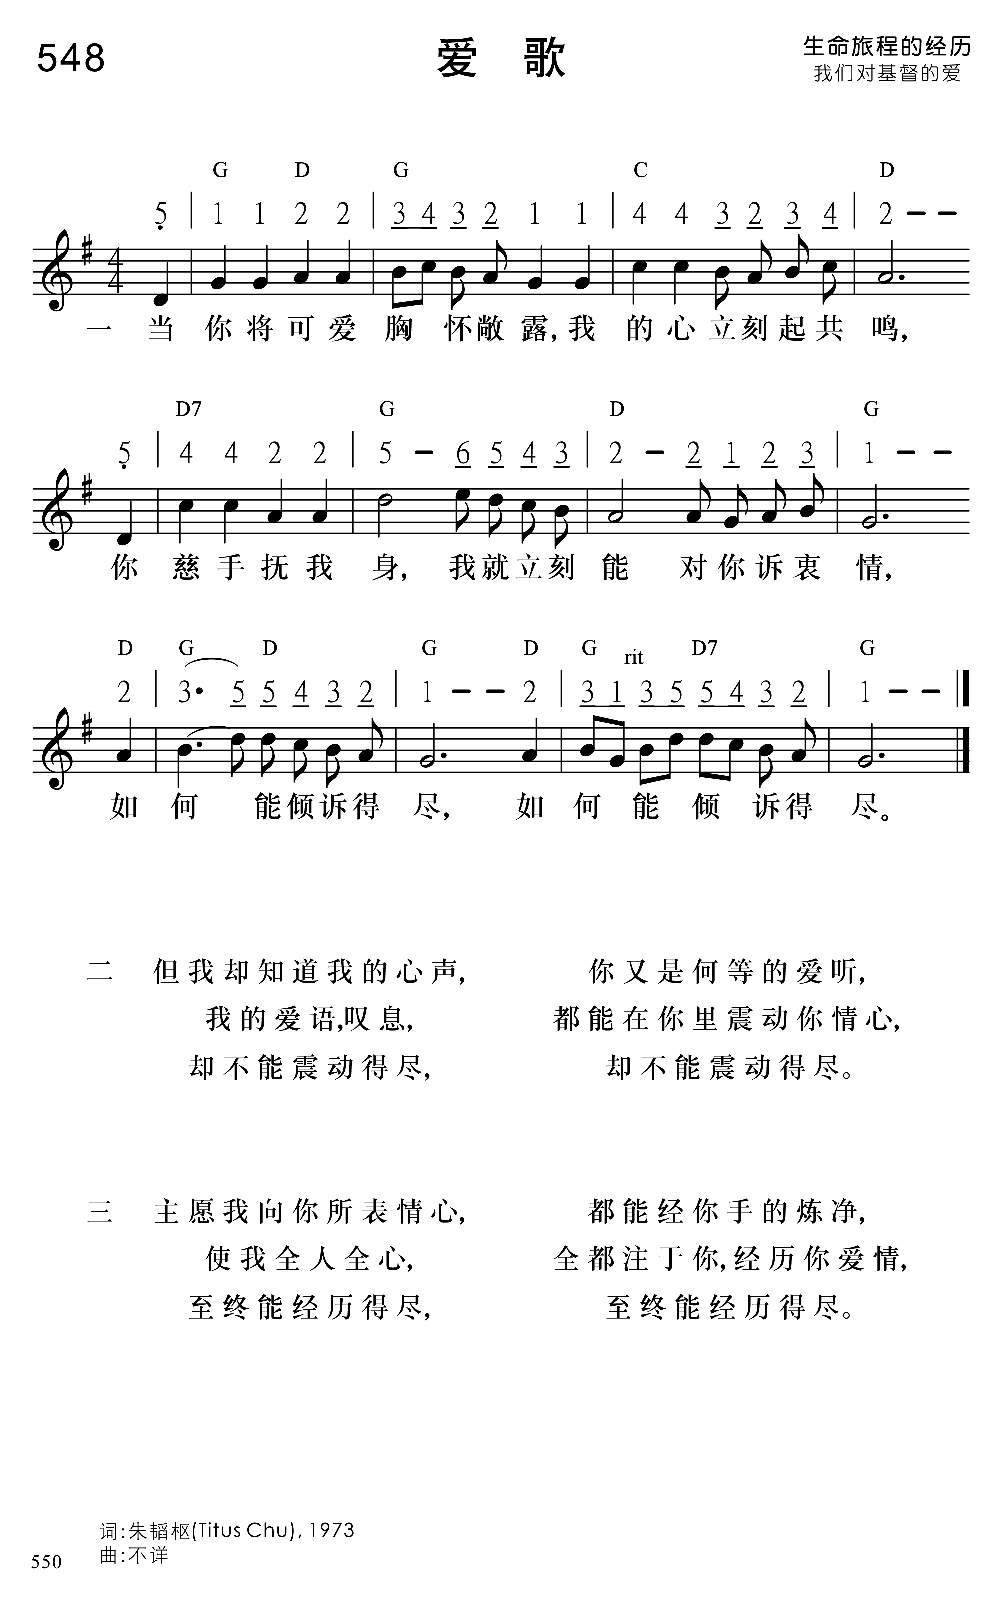 548
爱 歌
生命旅程的经历
我们对基督的爱
G D G C D
5 | 1 1 2 2 | 3 4 3 2 1 1 | 4 4 3 2 3 4 | 2 – –
4
4
一 当你将可爱胸怀敞露,我的心立刻起共鸣,
D7 G D G
5 | 4 4 2 2 | 5 – 6 5 4 3 | 2 – 2 1 2 3 | 1 – –
你慈手抚我身, 我就立刻能 对你诉衷情,
D G D G D G rit D7 G
2 | 3· 5 5 4 3 2 | 1 – – 2 | 3 1 3 5 5 4 3 2 | 1 – –
如何 能倾诉得尽, 如何能倾诉得尽。
二 但我却知道我的心声, 你又是何等的爱听,
我的爱语,叹息, 都能在你里震动你情心,
却不能震动得尽, 却不能震动得尽。
三 主愿我向你所表情心, 都能经你手的炼净,
使我全人全心, 全都注于你,经历你爱情,
至终能经历得尽, 至终能经历得尽。
词:朱韬枢(Titus Chu), 1973
曲:不详
550